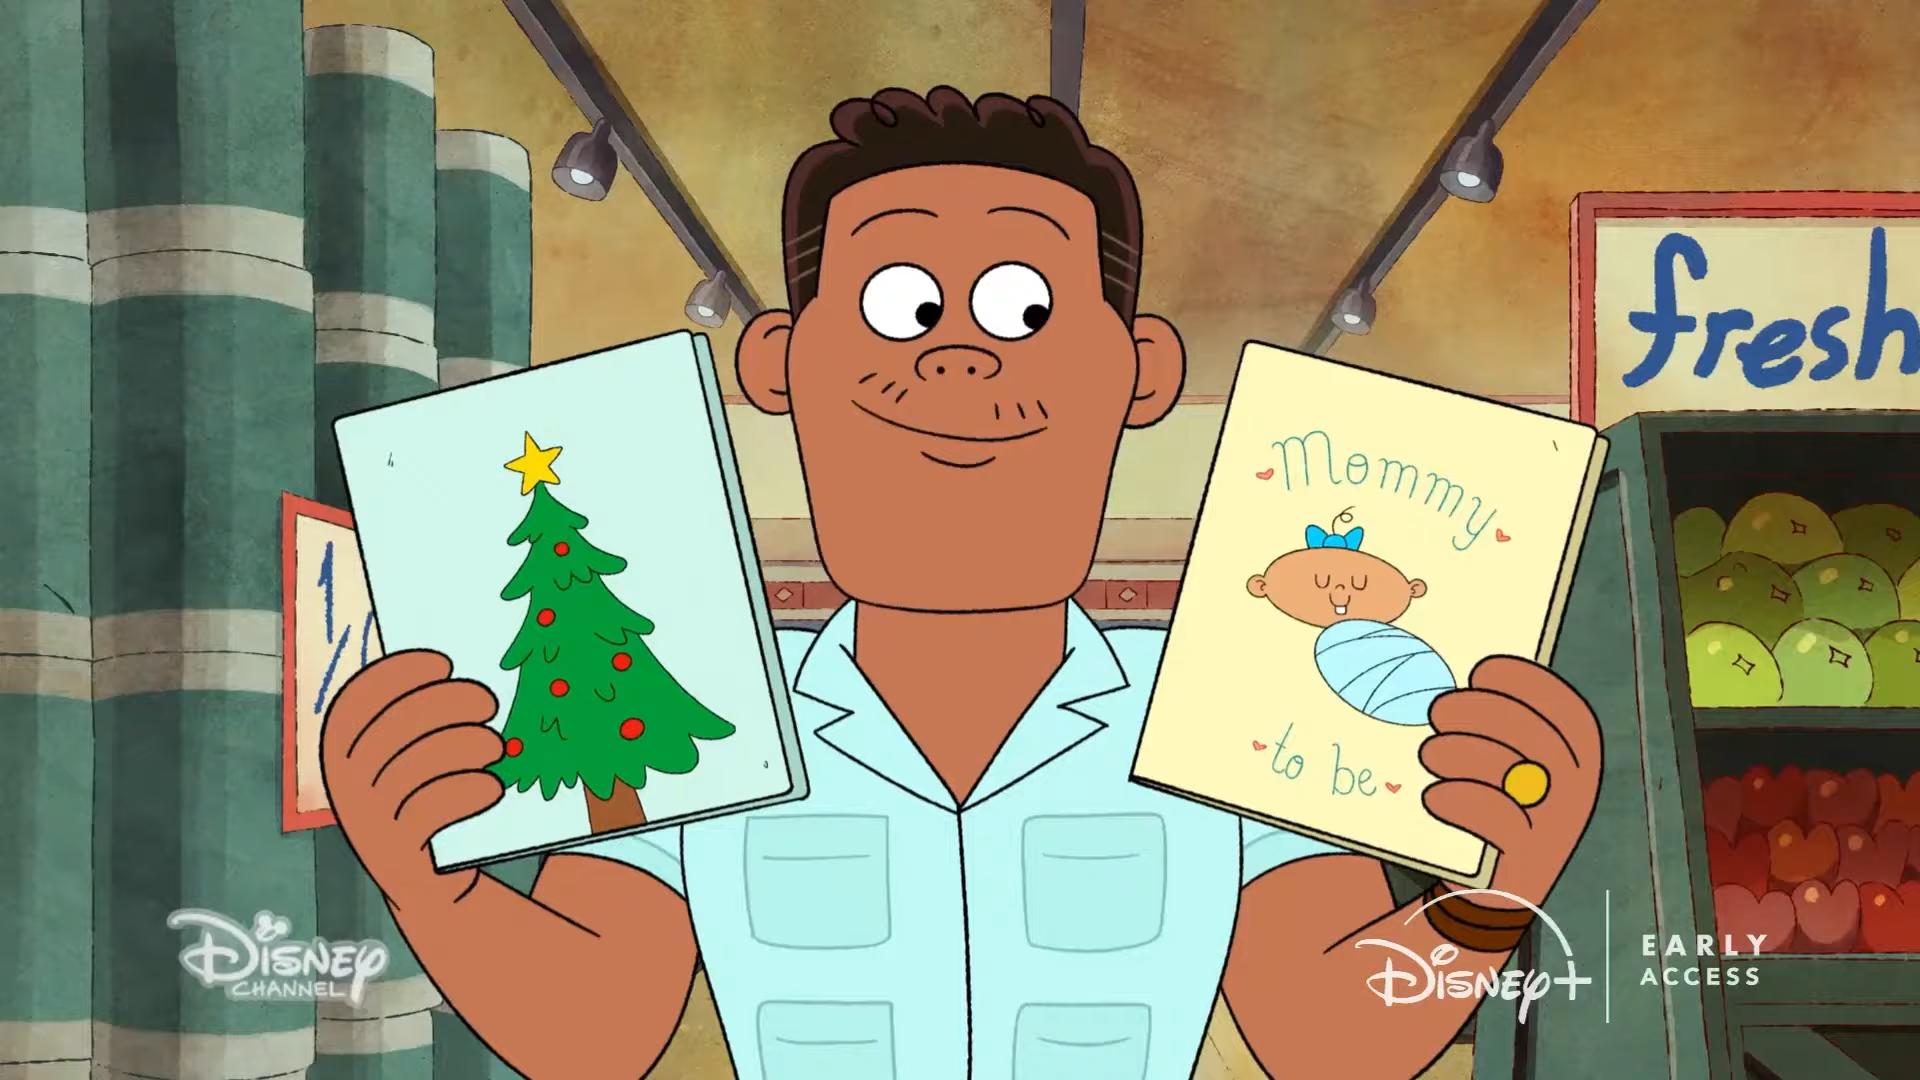 fresh
Mommy
to be
DISNEY
CHANNEL
DISNEY+
EARLY
ACCESS